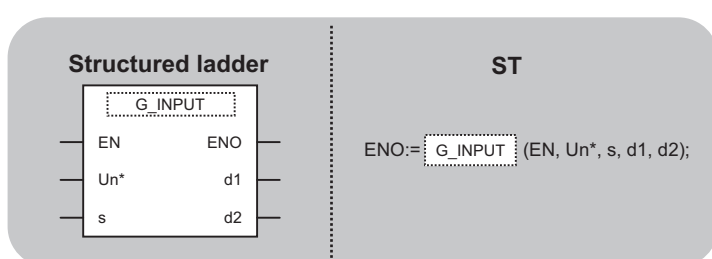 Structured ladder
G_INPUT
EN ENO
Un* d1
s d2
ST
ENO:= G_INPUT (EN, Un*, s, d1, d2);